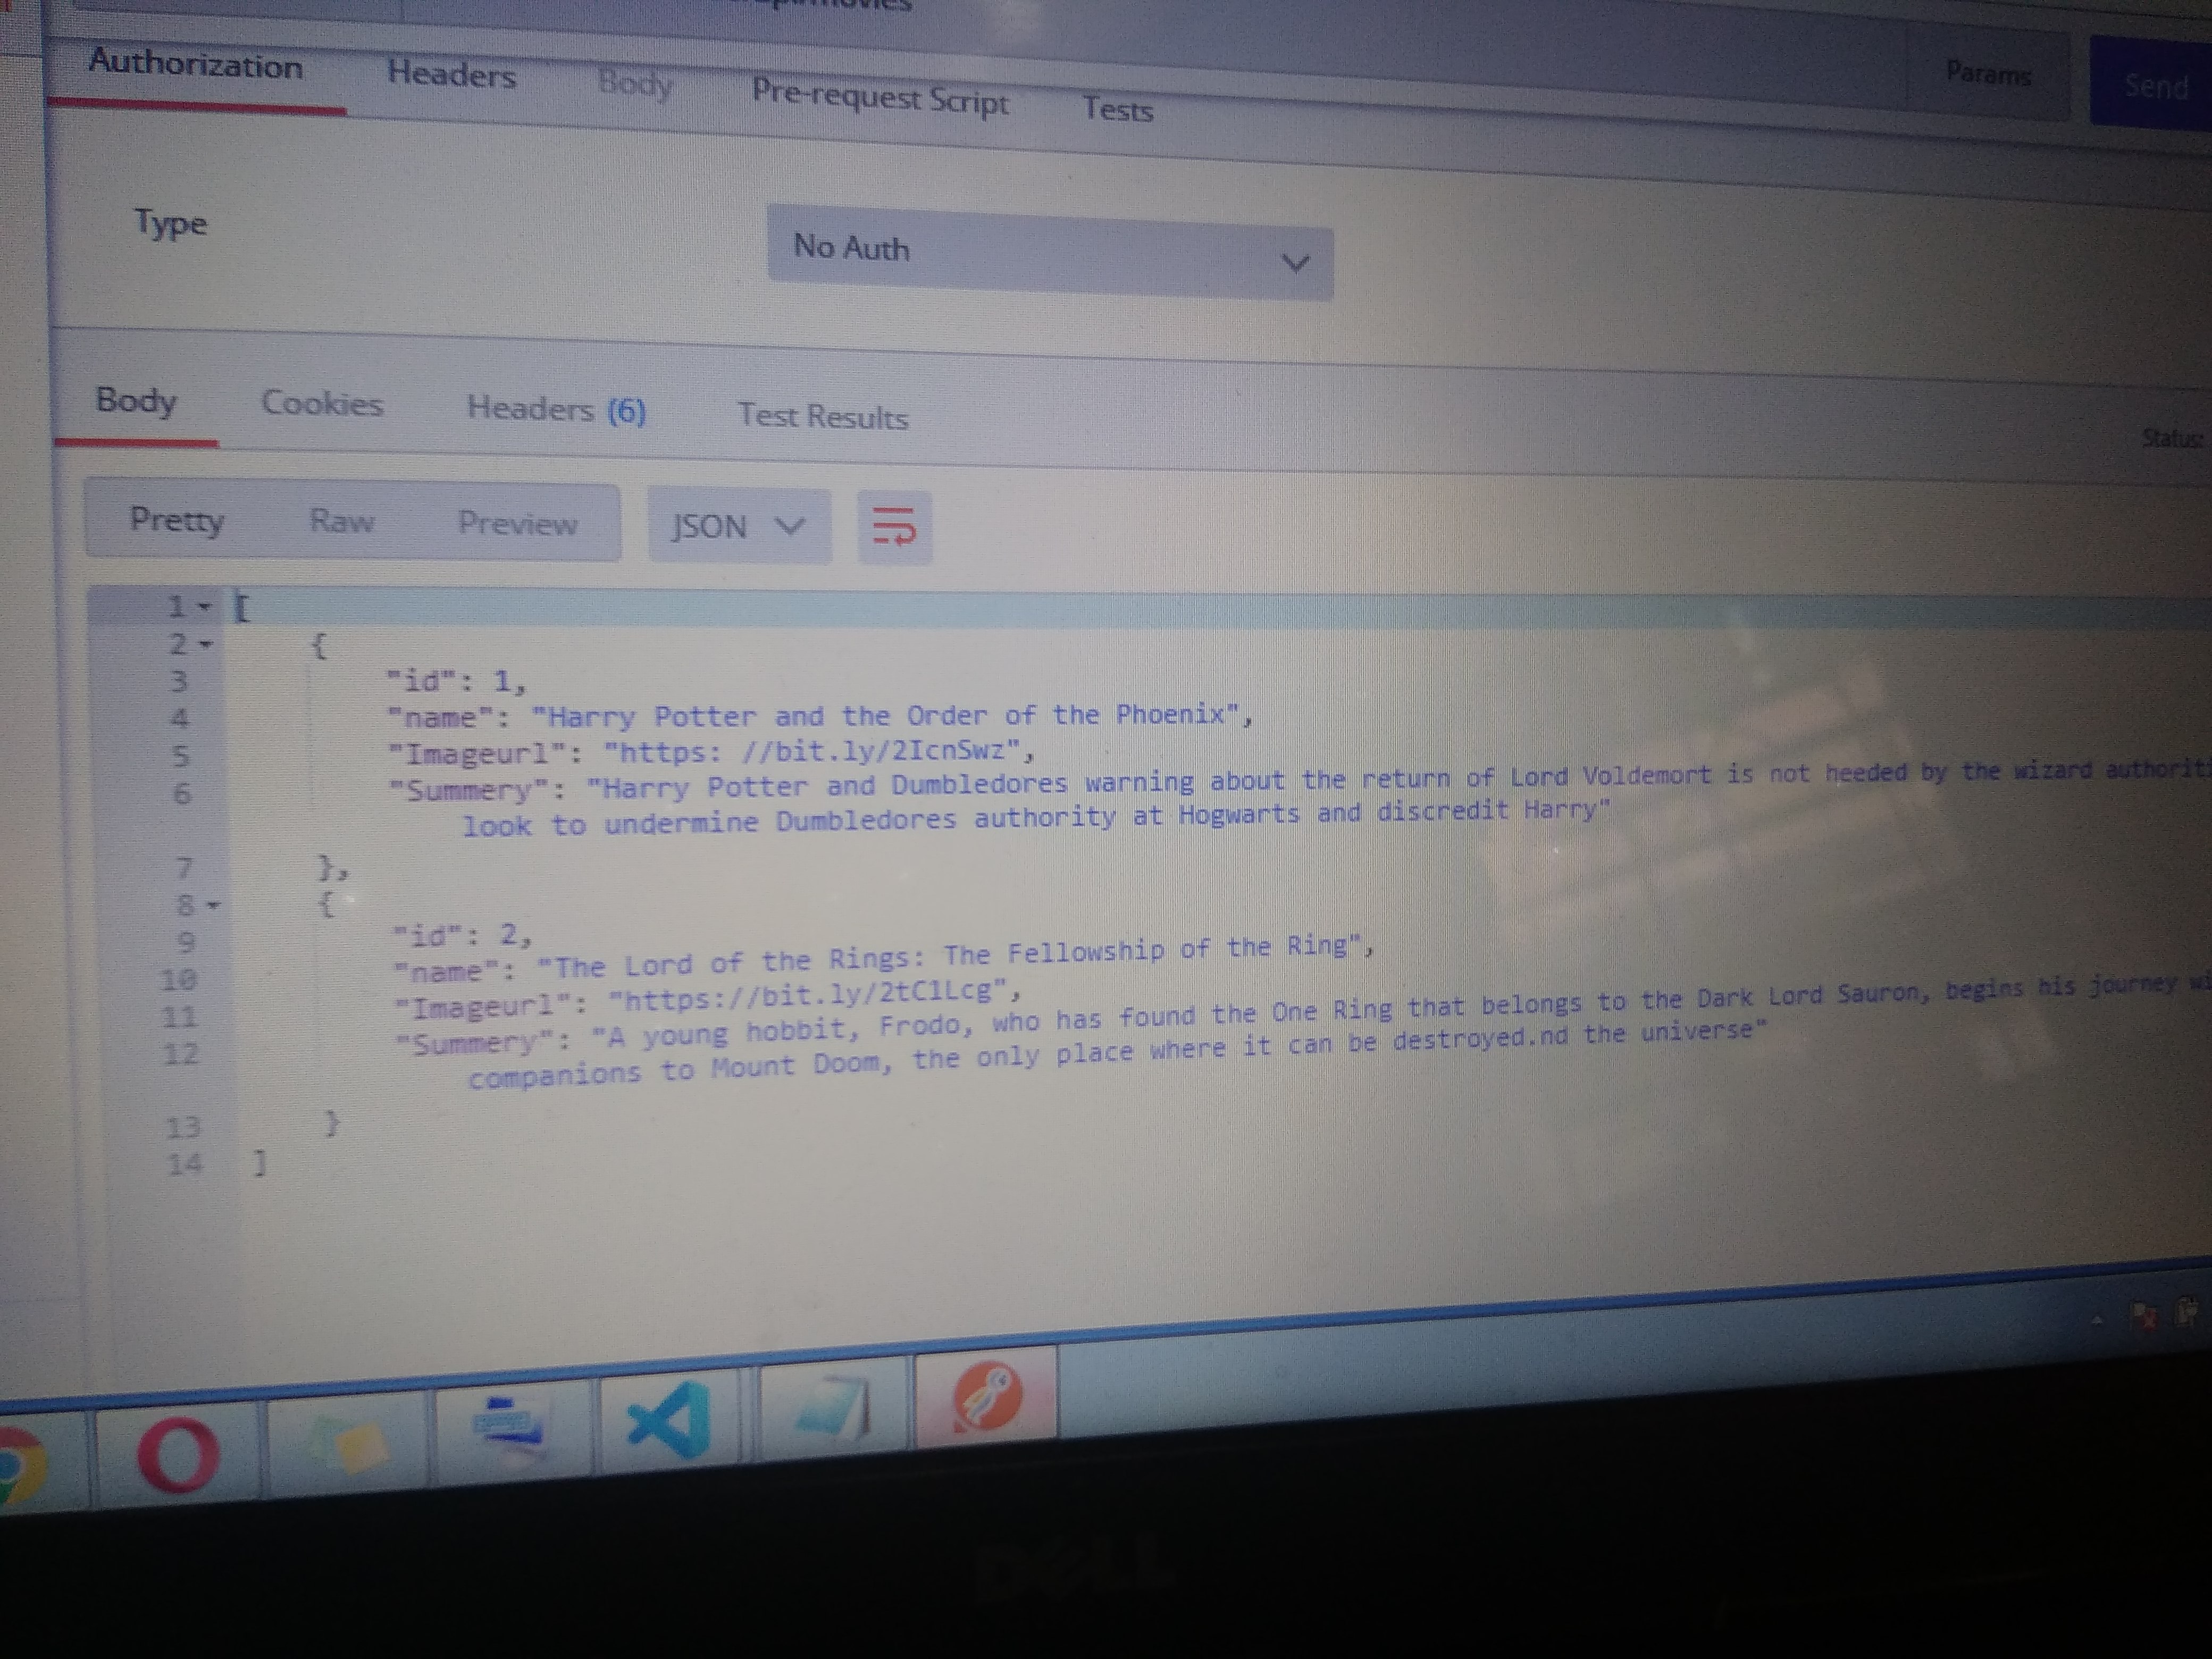 Authorization Headers Body Pre-request Script Tests Params Send
Type No Auth
Body Cookies Headers (6) Test Results Status:
Pretty Raw Preview JSON
1 [
2 {
3 "id": 1,
4 "name": "Harry Potter and the Order of the Phoenix",
5 "Imageurl": "https: //bit.ly/2IcnSwz",
6 "Summery": "Harry Potter and Dumbledores warning about the return of Lord Voldemort is not heeded by the wizard authoriti
look to undermine Dumbledores authority at Hogwarts and discredit Harry"
7 },
8 {
9 "id": 2,
10 "name": "The Lord of the Rings: The Fellowship of the Ring",
11 "Imageurl": "https://bit.ly/2tC1Lcg",
12 "Summery": "A young hobbit, Frodo, who has found the One Ring that belongs to the Dark Lord Sauron, begins his journey wi
companions to Mount Doom, the only place where it can be destroyed.nd the universe"
13 }
14 ]
DELL